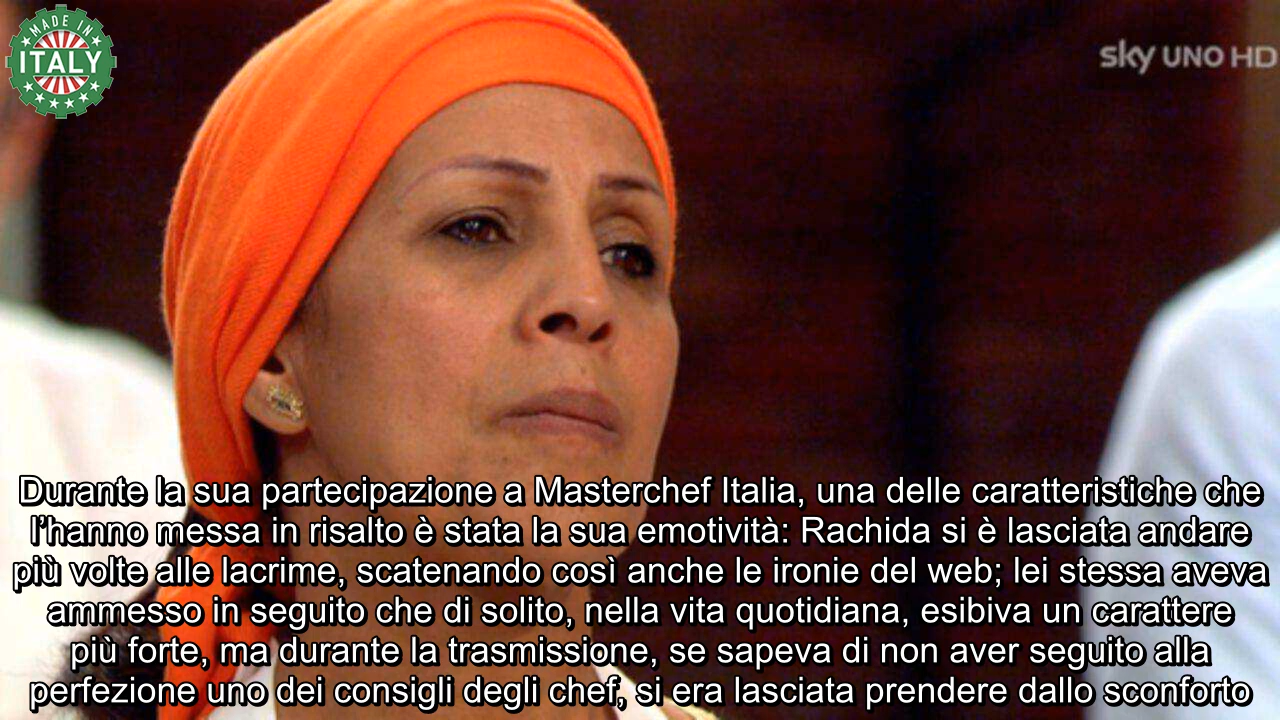 MADE IN
ITALY
sky UNO HD
Durante la sua partecipazione a Masterchef Italia, una delle caratteristiche che
l’hanno messa in risalto è stata la sua emotività: Rachida si è lasciata andare
più volte alle lacrime, scatenando così anche le ironie del web; lei stessa aveva
ammesso in seguito che di solito, nella vita quotidiana, esibiva un carattere
più forte, ma durante la trasmissione, se sapeva di non aver seguito alla
perfezione uno dei consigli degli chef, si era lasciata prendere dallo sconforto